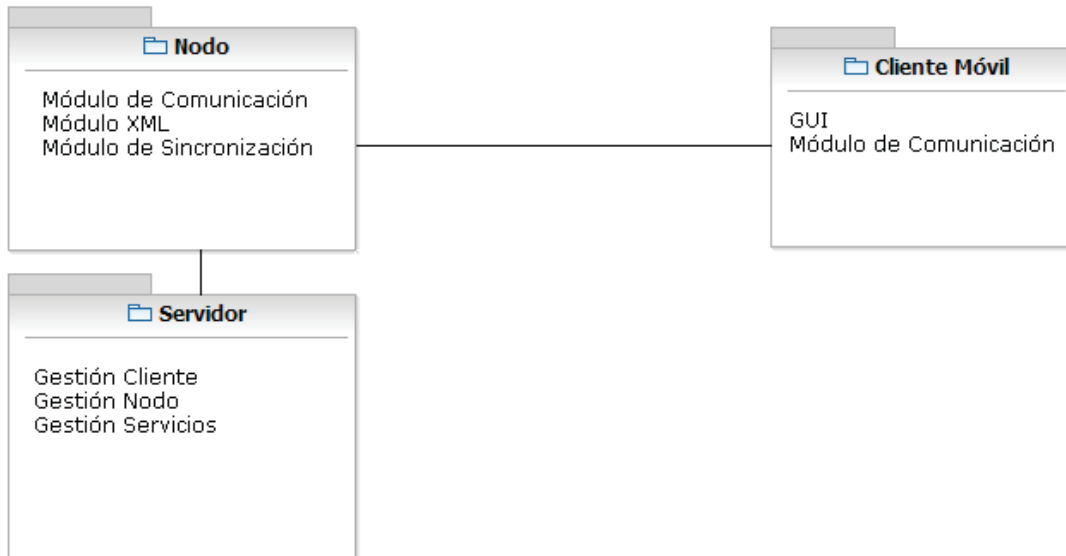 Nodo
Módulo de Comunicación
Módulo XML
Módulo de Sincronización
Cliente Móvil
GUI
Módulo de Comunicación
Servidor
Gestión Cliente
Gestión Nodo
Gestión Servicios